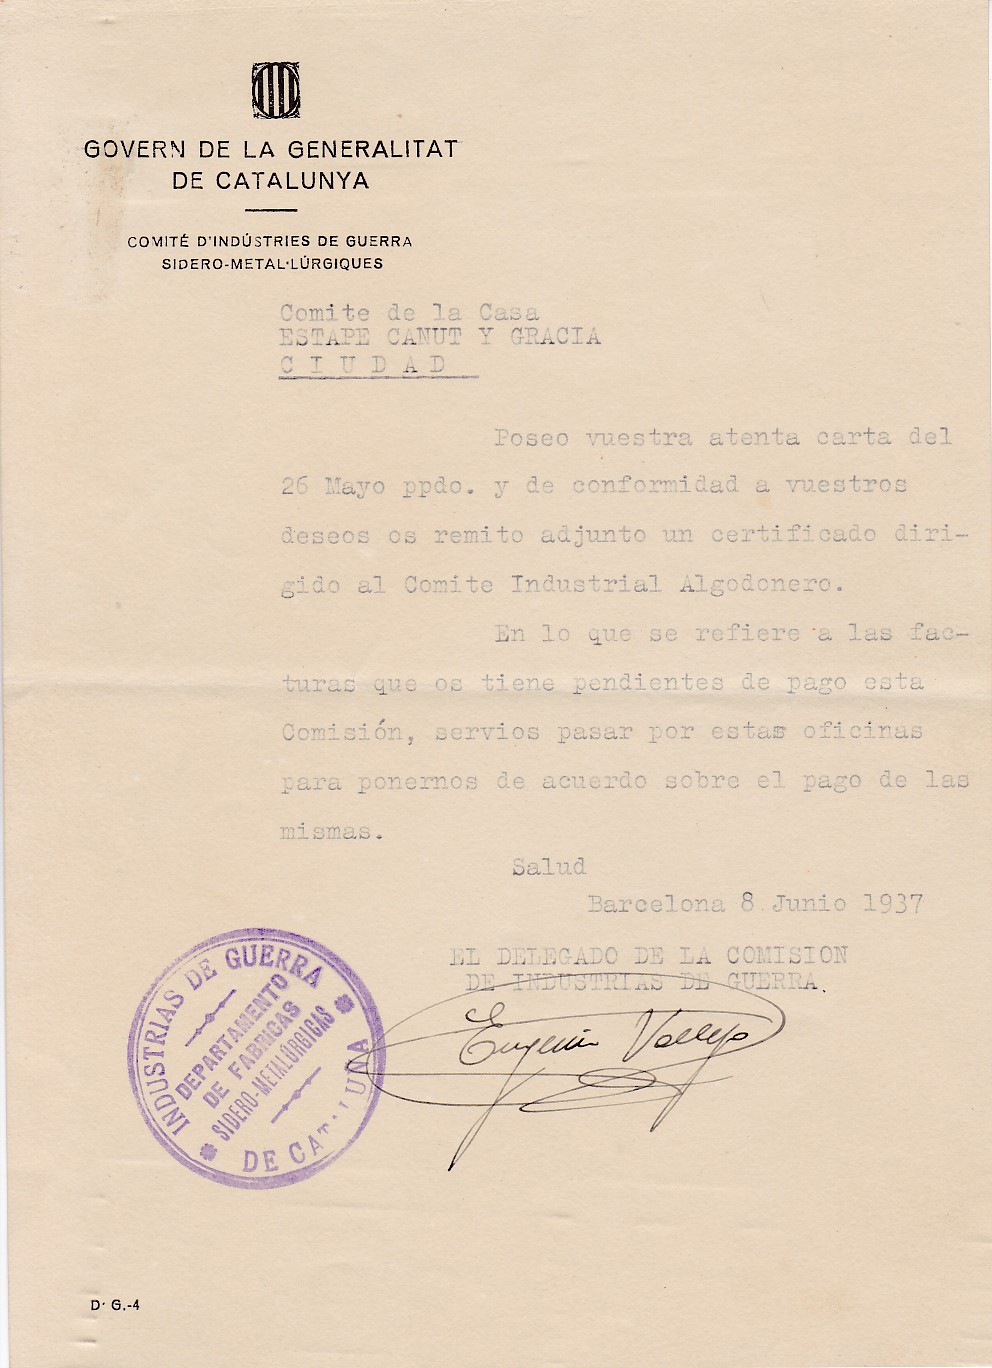 GOVERN DE LA GENERALITAT
DE CATALUNYA
COMITÉ D'INDÚSTRIES DE GUERRA
SIDERO-METAL·LÚRGIQUES
Comite de la Casa
ESTAPE CANUT Y GRACIA
C I U D A D
Poseo vuestra atenta carta del
26 Mayo ppdo. y de conformidad a vuestros
deseos os remito adjunto un certificado diri-
gido al Comite Industrial Algodonero.
En lo que se refiere a las fac-
turas que os tiene pendientes de pago esta
Comisión, servios pasar por estas oficinas
para ponernos de acuerdo sobre el pago de las
mismas.
Salud
Barcelona 8 Junio 1937
EL DELEGADO DE LA COMISION
DE INDUSTRIAS DE GUERRA.
Eugenio Vallejo
INDUSTRIAS DE GUERRA
DE CATALUÑA
DEPARTAMENTO
DE FABRICAS
SIDERO-METALÚRGICAS
D· G.-4